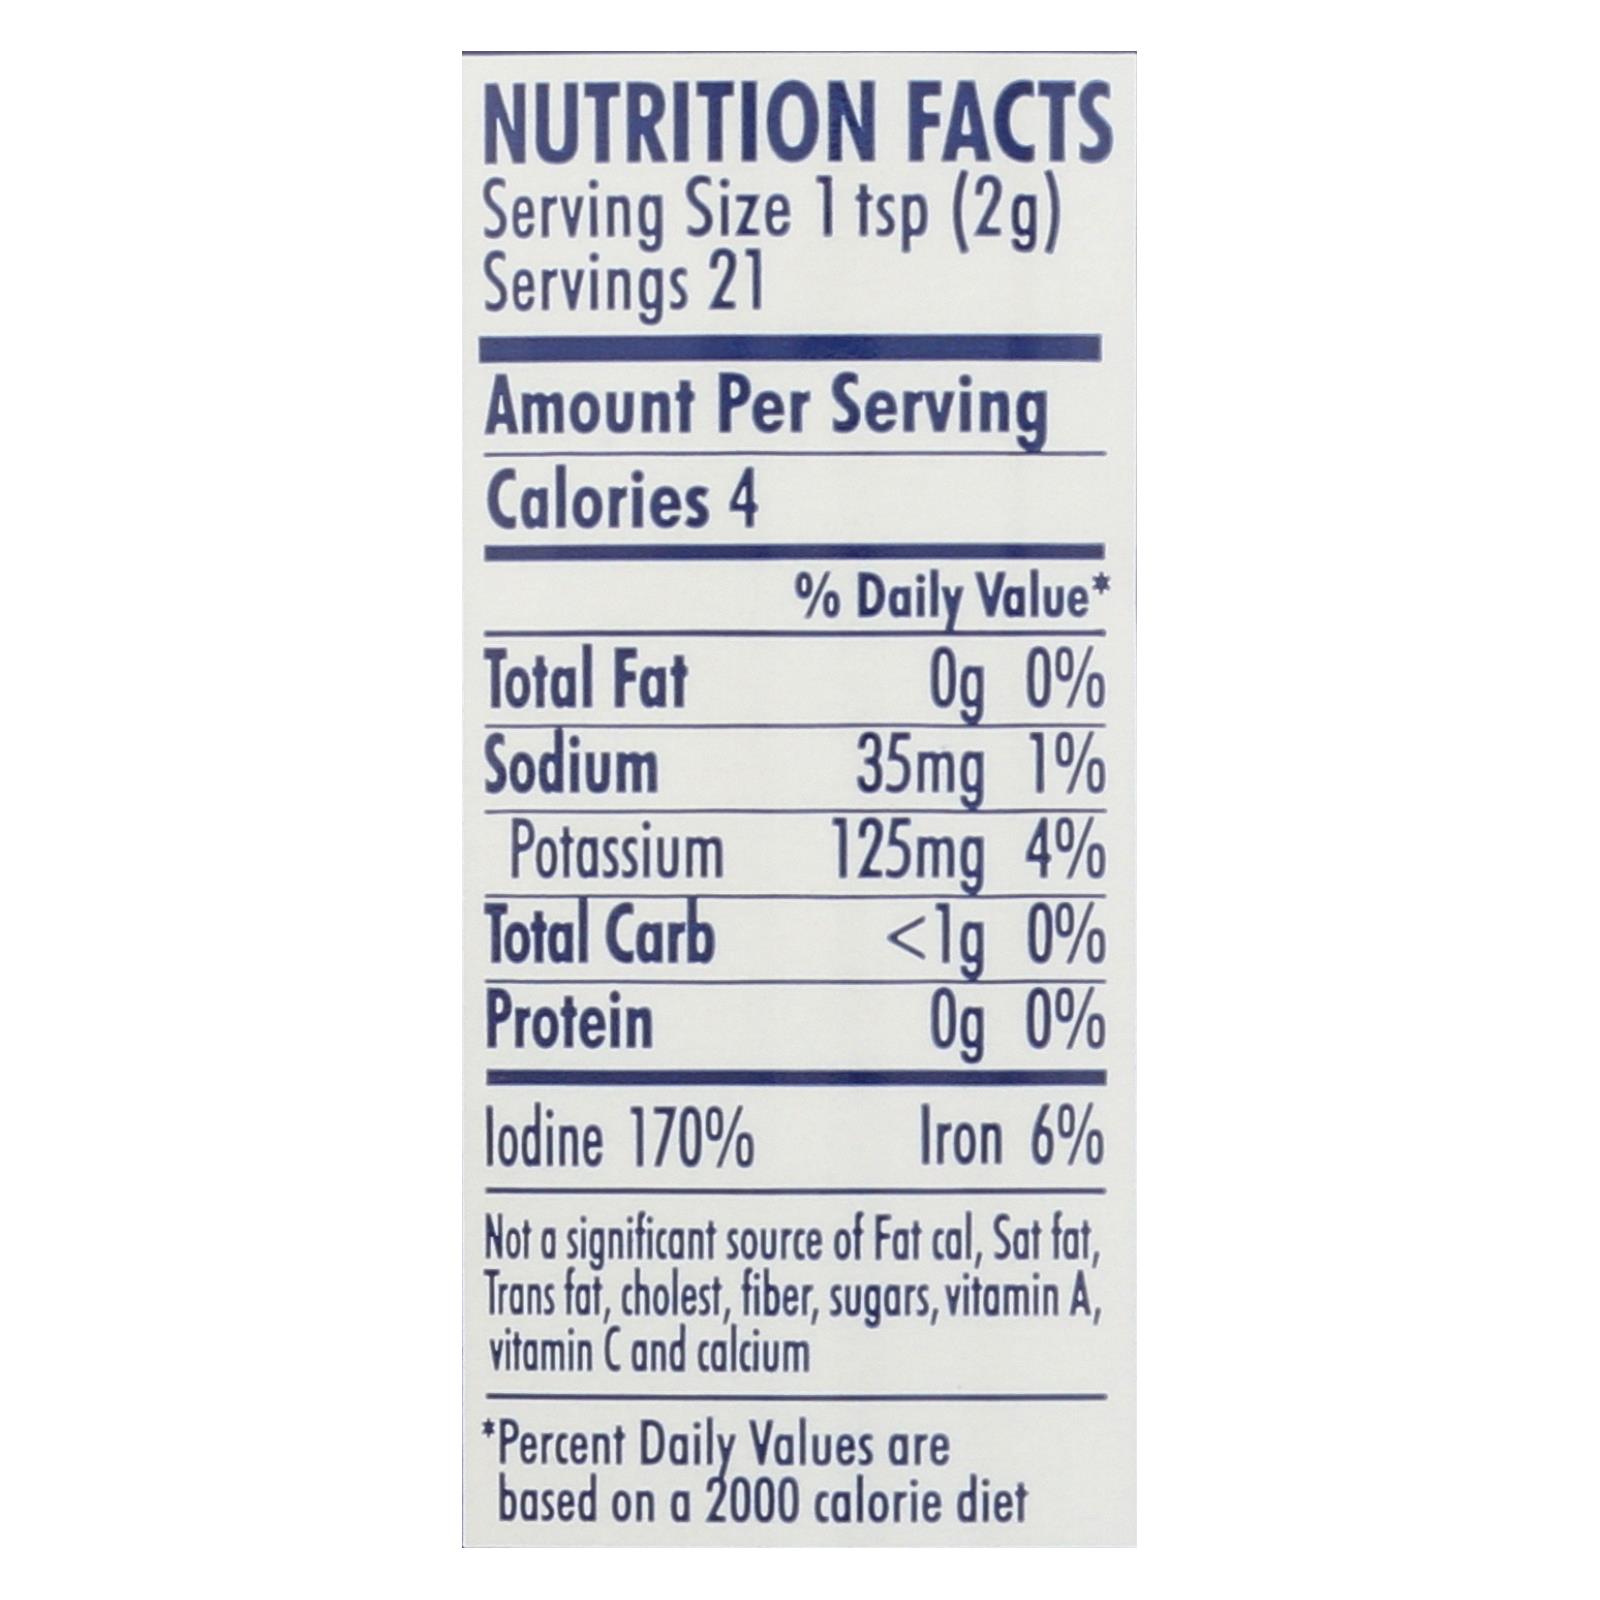 NUTRITION FACTS
Serving Size 1 tsp (2g)
Servings 21
Amount Per Serving
Calories 4
% Daily Value*
Total Fat 0g 0%
Sodium 35mg 1%
Potassium 125mg 4%
Total Carb <1g 0%
Protein 0g 0%
Iodine 170% Iron 6%
Not a significant source of Fat cal, Sat fat,
Trans fat, cholest, fiber, sugars, vitamin A,
vitamin C and calcium
*Percent Daily Values are
based on a 2000 calorie diet